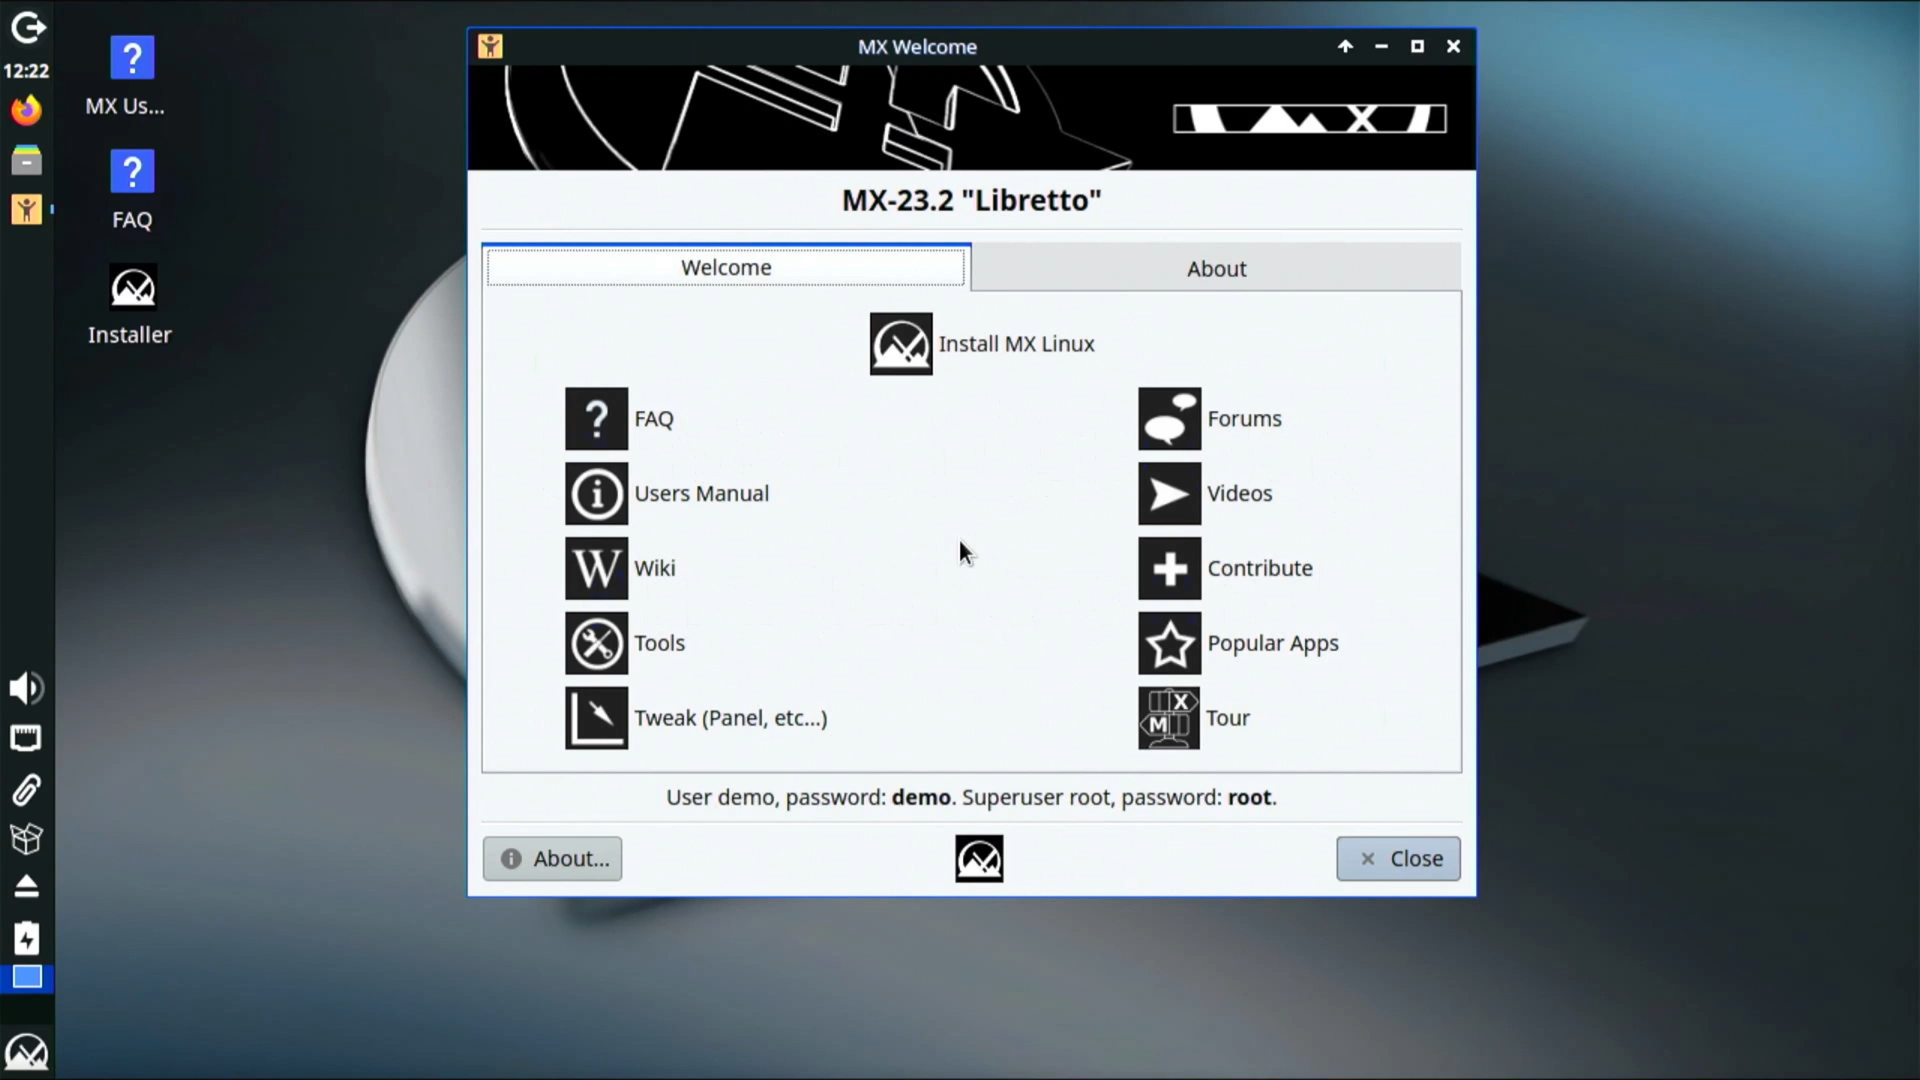 12:22
MX Us...
FAQ
Installer
MX Welcome
MX
MX-23.2 "Libretto"
Welcome
About
Install MX Linux
FAQ
Forums
Users Manual
Videos
Wiki
Contribute
Tools
Popular Apps
Tweak (Panel, etc...)
Tour
User demo, password: demo. Superuser root, password: root.
About...
Close